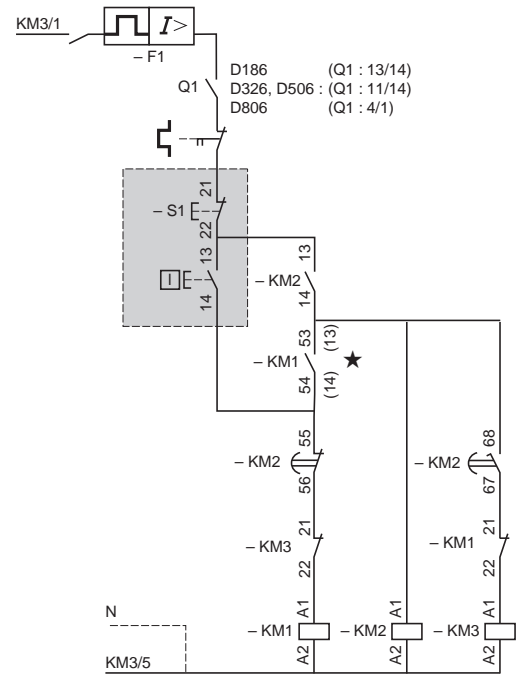 KM3/1
I>
– F1
Q1
D186 (Q1 : 13/14)
D326, D506 : (Q1 : 11/14)
D806 (Q1 : 4/1)
21
– S1
22
13
I
14
13
– KM2
14
53 (13)
– KM1 ★
54 (14)
55
– KM2
56
68
– KM2
67
21
– KM3
22
21
– KM1
22
N
A1
– KM1
A2
A1
– KM2
A2
A1
– KM3
A2
KM3/5